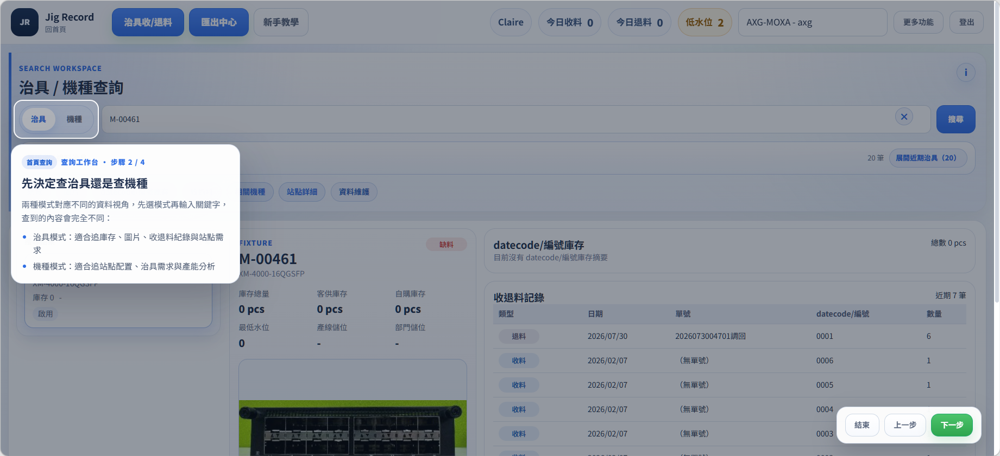 JR
Jig Record
回首頁
治具收/退料
匯出中心
新手教學
Claire
今日收料 0
今日退料 0
低水位 2
AXG-MOXA - axg
更多功能
登出
SEARCH WORKSPACE
i
治具 / 機種查詢
治具
機種
M-00461
搜尋
20 筆
展開近期治具（20）
首頁查詢
查詢工作台 • 步驟 2 / 4
先決定查治具還是查機種
兩種模式對應不同的資料視角，先選模式再輸入關鍵字，
查到的內容會完全不同：
治具模式：適合追庫存、圖片、收退料紀錄與站點需
求
機種模式：適合追站點配置、治具需求與產能分析
關機種
站點詳細
資料維護
XM-4000-16QGSFP
庫存 0 -
啟用
FIXTURE
缺料
M-00461
XM-4000-16QGSFP
庫存總量 客供庫存 自購庫存
0 pcs 0 pcs 0 pcs
最低水位 產線儲位 部門儲位
0 - -
datecode/編號庫存
總數 0 pcs
目前沒有 datecode/編號庫存摘要
收退料記錄
近期 7 筆
類型 日期 單號 datecode/編號 數量
退料 2026/07/30 2026073004701調回 0001 6
收料 2026/02/07 （無單號） 0006 1
收料 2026/02/07 （無單號） 0005 1
收料 2026/02/07 （無單號） 0004
收料 2026/02/07 （無單號） 0003
結束
上一步
下一步